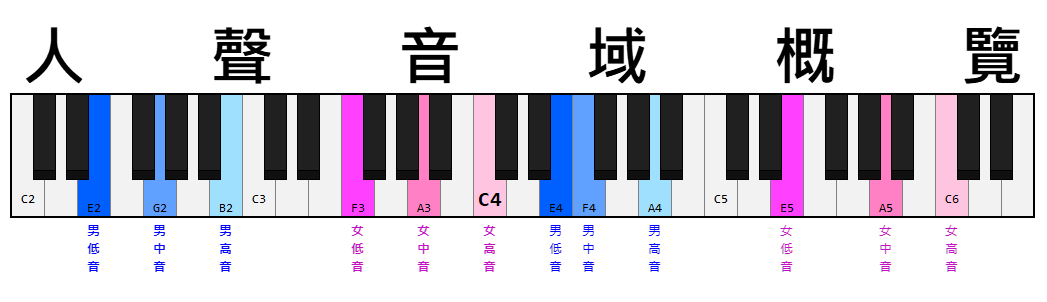 人聲音域概覽
C2 E2 G2 B2 C3 F3 A3 C4 E4 F4 A4 C5 E5 A5 C6
男低音 男中音 男高音 女低音 女中音 女高音 男低音 男中音 男高音 女低音 女中音 女高音